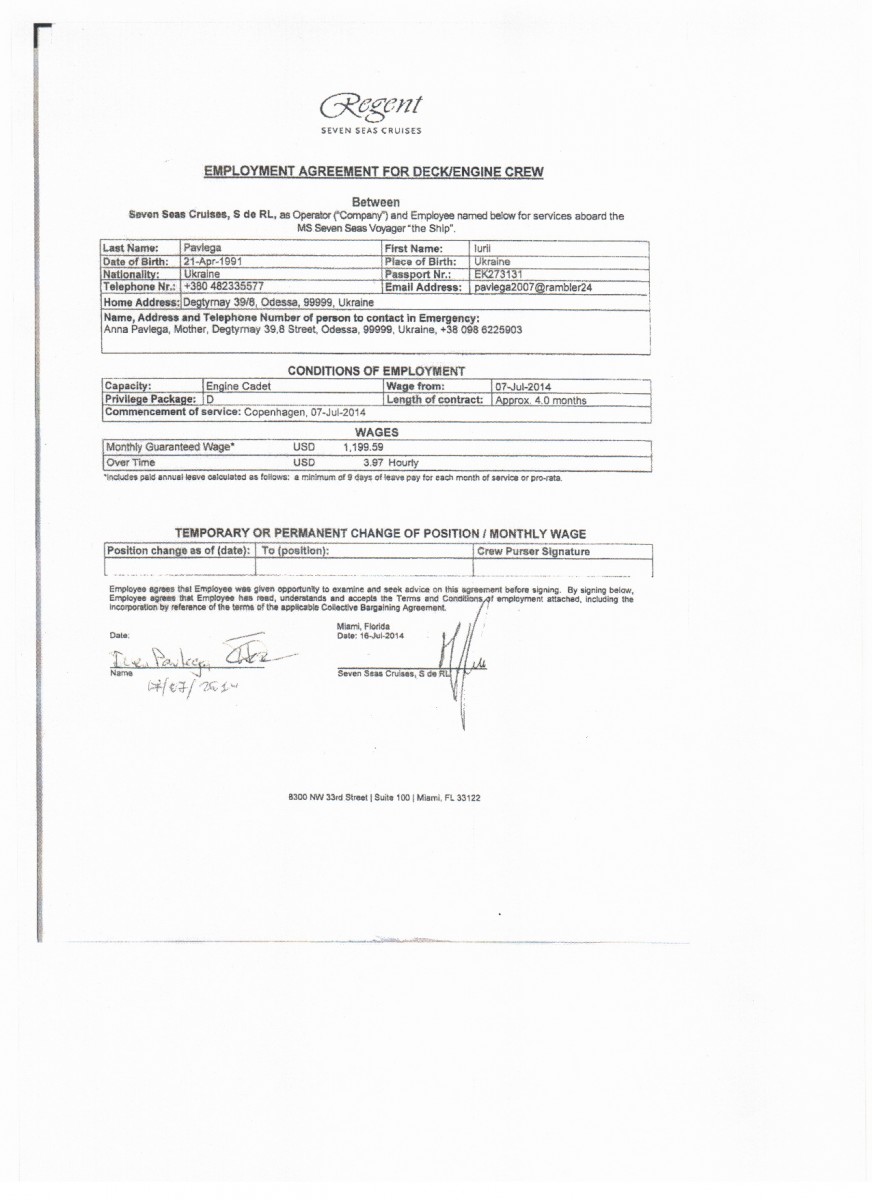 Regent
SEVEN SEAS CRUISES
EMPLOYMENT AGREEMENT FOR DECK/ENGINE CREW
Between
Seven Seas Cruises, S de RL, as Operator ("Company") and Employee named below for services aboard the
MS Seven Seas Voyager "the Ship".
Last Name: Pavlega First Name: Iurii
Date of Birth: 21-Apr-1991 Place of Birth: Ukraine
Nationality: Ukraine Passport Nr.: EK273131
Telephone Nr.: +380 482335577 Email Address: pavlega2007@rambler24
Home Address: Degtyrnay 39/8, Odessa, 99999, Ukraine
Name, Address and Telephone Number of person to contact in Emergency:
Anna Pavlega, Mother, Degtyrnay 39,8 Street, Odessa, 99999, Ukraine, +38 098 6225903
CONDITIONS OF EMPLOYMENT
Capacity: Engine Cadet Wage from: 07-Jul-2014
Privilege Package: D Length of contract: Approx. 4.0 months
Commencement of service: Copenhagen, 07-Jul-2014
WAGES
Monthly Guaranteed Wage* USD 1,199.59
Over Time USD 3.97 Hourly
*Includes paid annual leave calculated as follows: a minimum of 9 days of leave pay for each month of service or pro-rata.
TEMPORARY OR PERMANENT CHANGE OF POSITION / MONTHLY WAGE
Position change as of (date): To (position): Crew Purser Signature
Employee agrees that Employee was given opportunity to examine and seek advice on this agreement before signing. By signing below,
Employee agrees that Employee has read, understands and accepts the Terms and Conditions of employment attached, including the
incorporation by reference of the terms of the applicable Collective Bargaining Agreement.
Miami, Florida
Date: Date: 16-Jul-2014
Pavlega
Name Seven Seas Cruises, S de RL
8300 NW 33rd Street | Suite 100 | Miami, FL 33122